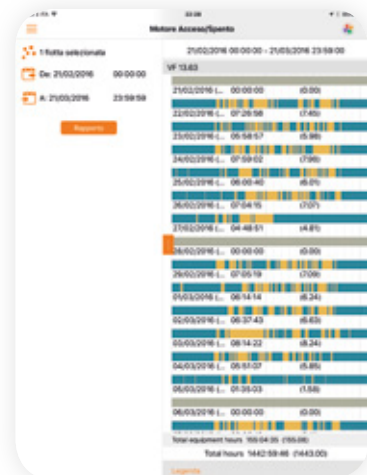 22:28
Motore Acceso/Spento
1 flotta selezionata
Da: 21/02/2016 00:00:00
A: 21/03/2016 23:59:59
Rapporto
21/02/2016 00:00:00 - 21/03/2016 23:59:00
VF 13.63
21/02/2016 (... 00:00:00 (0.00)
22/02/2016 (... 07:26:58 (7.45)
23/02/2016 (... 05:58:57 (5.98)
24/02/2016 (... 07:59:02 (7.98)
25/02/2016 (... 06:00:40 (6.01)
26/02/2016 (... 07:04:15 (7.07)
27/02/2016 (... 04:48:51 (4.81)
28/02/2016 (... 00:00:00 (0.00)
29/02/2016 (... 07:05:19 (7.09)
01/03/2016 (... 06:14:14 (6.24)
02/03/2016 (... 06:37:43 (6.63)
03/03/2016 (... 08:14:22 (8.24)
04/03/2016 (... 05:51:07 (5.85)
05/03/2016 (... 01:35:03 (1.58)
06/03/2016 (... 00:00:00 (0.00)
Total equipment hours 155:04:35 (155.08)
Total hours 1442:59:46 (1443.00)
Legenda